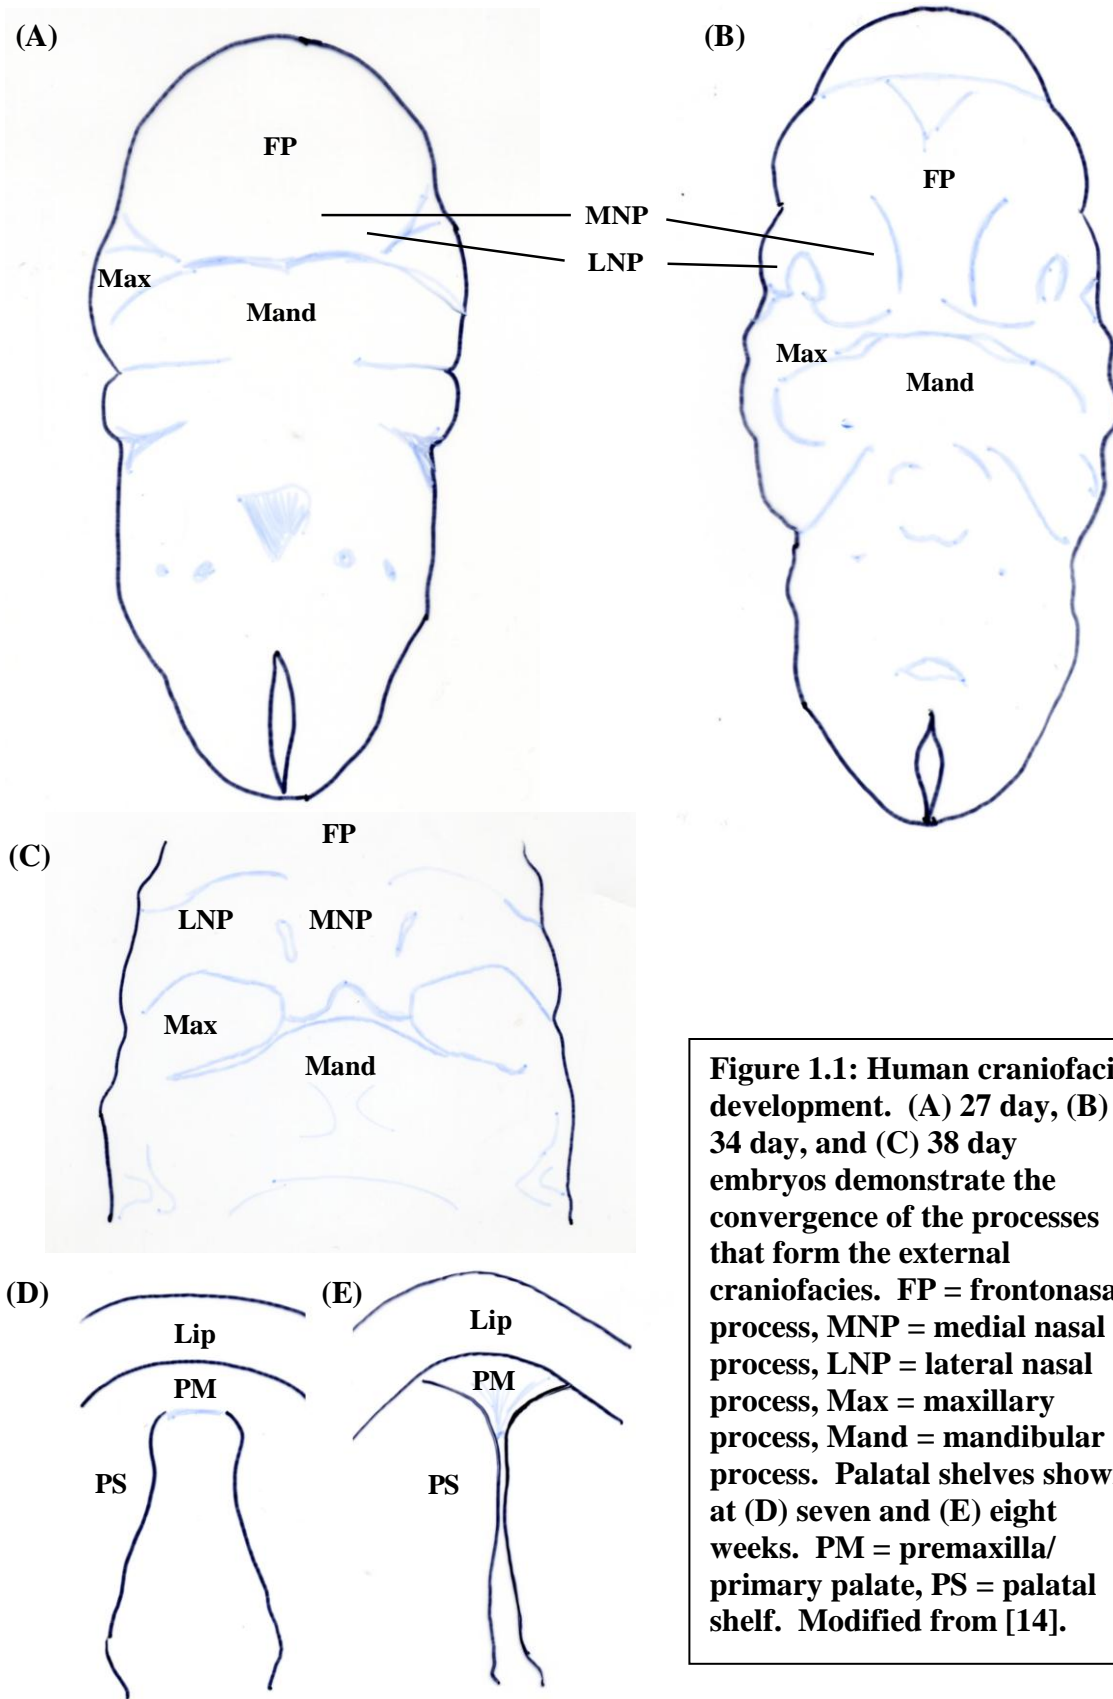 (A)
FP
Max
Mand
(B)
FP
MNP
LNP
Max
Mand
(C)
FP
LNP
MNP
Max
Mand
(D)
Lip
PM
PS
(E)
Lip
PM
PS
Figure 1.1: Human craniofaci
development. (A) 27 day, (B)
34 day, and (C) 38 day
embryos demonstrate the
convergence of the processes
that form the external
craniofacies. FP = frontonasa
process, MNP = medial nasal
process, LNP = lateral nasal
process, Max = maxillary
process, Mand = mandibular
process. Palatal shelves show
at (D) seven and (E) eight
weeks. PM = premaxilla/
primary palate, PS = palatal
shelf. Modified from [14].